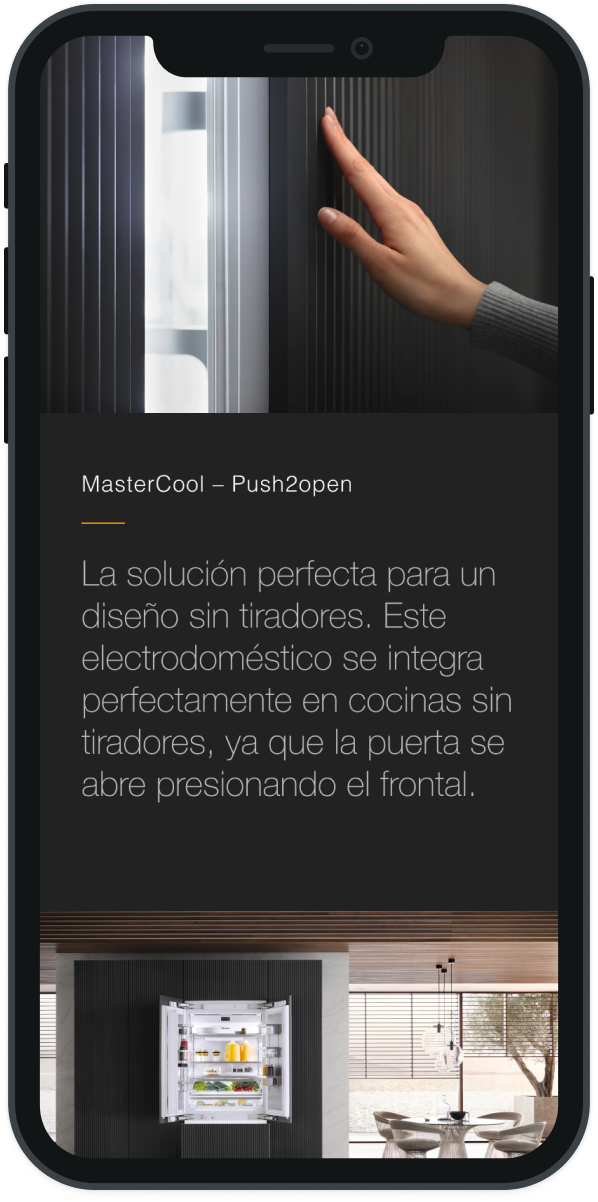 MasterCool – Push2open
La solución perfecta para un
diseño sin tiradores. Este
electrodoméstico se integra
perfectamente en cocinas sin
tiradores, ya que la puerta se
abre presionando el frontal.